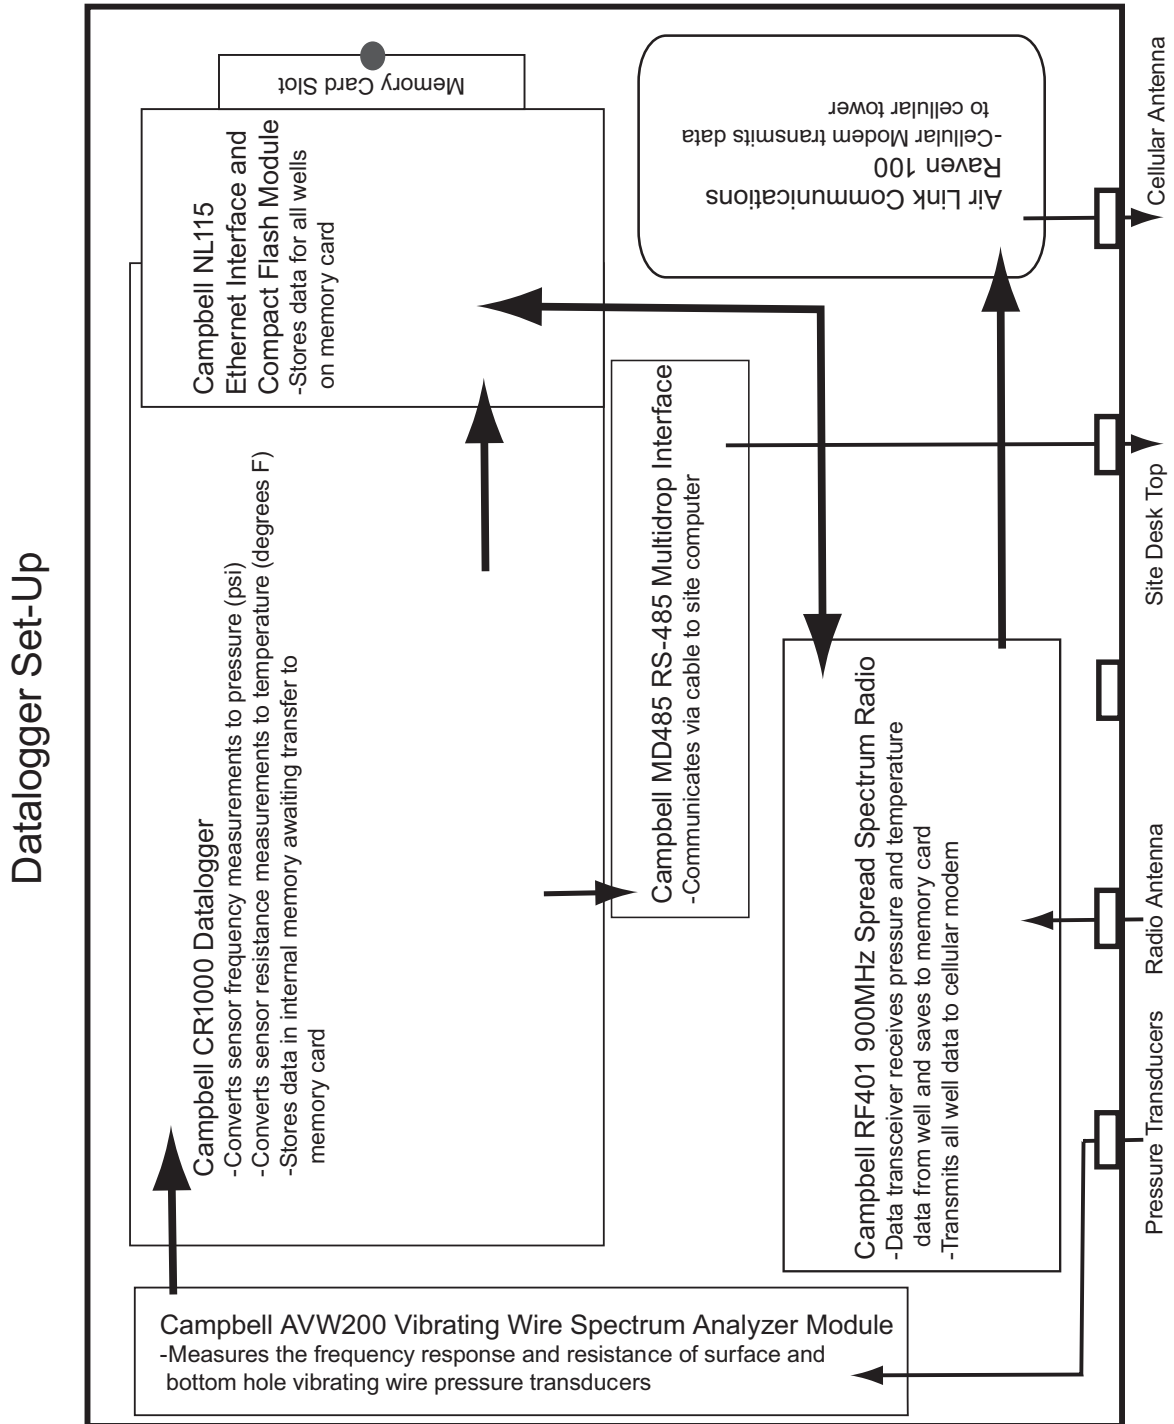 Datalogger Set-Up
Memory Card Slot
Campbell NL115
Ethernet Interface and
Compact Flash Module
-Stores data for all wells
on memory card
Air Link Communications
Raven 100
-Cellular Modem transmits data
to cellular tower
Campbell CR1000 Datalogger
-Converts sensor frequency measurements to pressure (psi)
-Converts sensor resistance measurements to temperature (degrees F)
-Stores data in internal memory awaiting transfer to
memory card
Campbell MD485 RS-485 Multidrop Interface
-Communicates via cable to site computer
Campbell RF401 900MHz Spread Spectrum Radio
-Data transceiver receives pressure and temperature
data from well and saves to memory card
-Transmits all well data to cellular modem
Campbell AVW200 Vibrating Wire Spectrum Analyzer Module
-Measures the frequency response and resistance of surface and
bottom hole vibrating wire pressure transducers
Pressure Transducers
Radio Antenna
Site Desk Top
Cellular Antenna